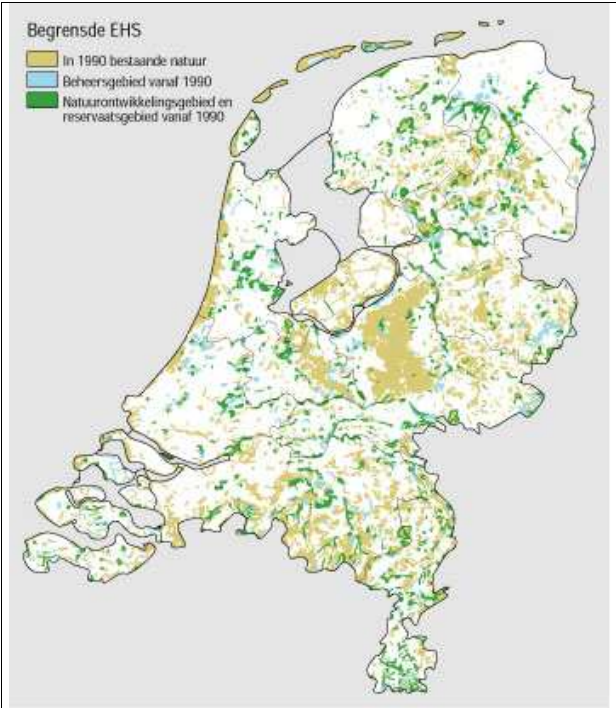 Begrensde EHS
In 1990 bestaande natuur
Beheersgebied vanaf 1990
Natuurontwikkelingsgebied en
reservaatsgebied vanaf 1990